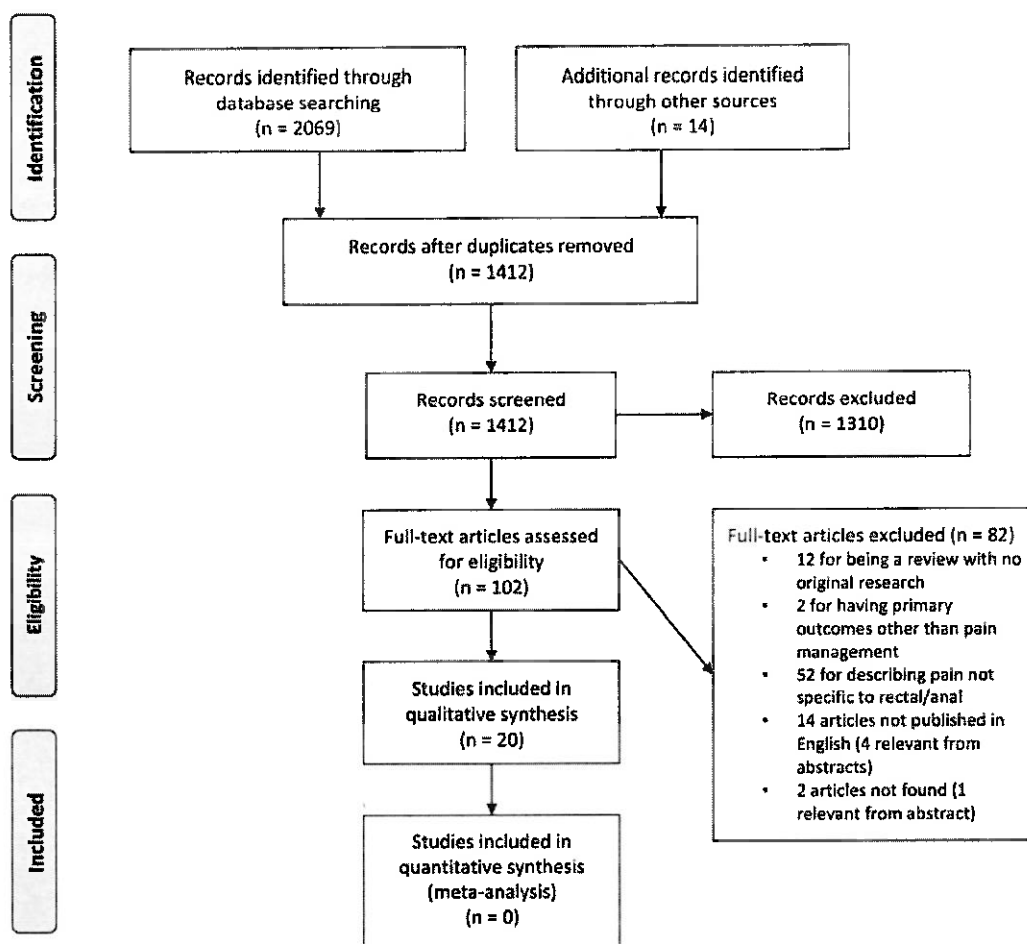 Identification
Records identified through
database searching
(n = 2069)
Additional records identified
through other sources
(n = 14)
Records after duplicates removed
(n = 1412)
Screening
Records screened
(n = 1412)
Records excluded
(n = 1310)
Eligibility
Full-text articles assessed
for eligibility
(n = 102)
Full-text articles excluded (n = 82)
• 12 for being a review with no
original research
• 2 for having primary
outcomes other than pain
management
• 52 for describing pain not
specific to rectal/anal
• 14 articles not published in
English (4 relevant from
abstracts)
• 2 articles not found (1
relevant from abstract)
Studies included in
qualitative synthesis
(n = 20)
Included
Studies included in
quantitative synthesis
(meta-analysis)
(n = 0)